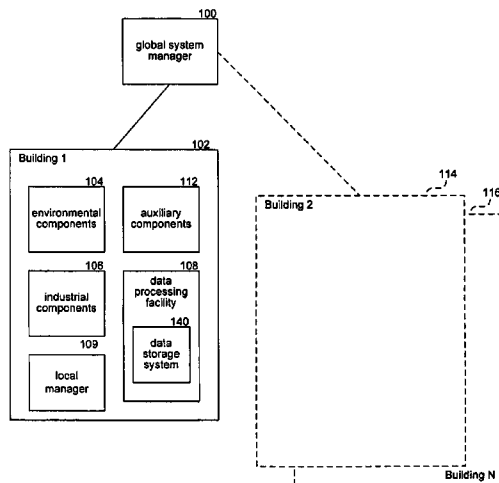 100
global system
manager
102
Building 1
104
environmental
components
112
auxiliary
components
106
industrial
components
108
data
processing
facility
140
data
storage
system
109
local
manager
114
116
Building 2
Building N